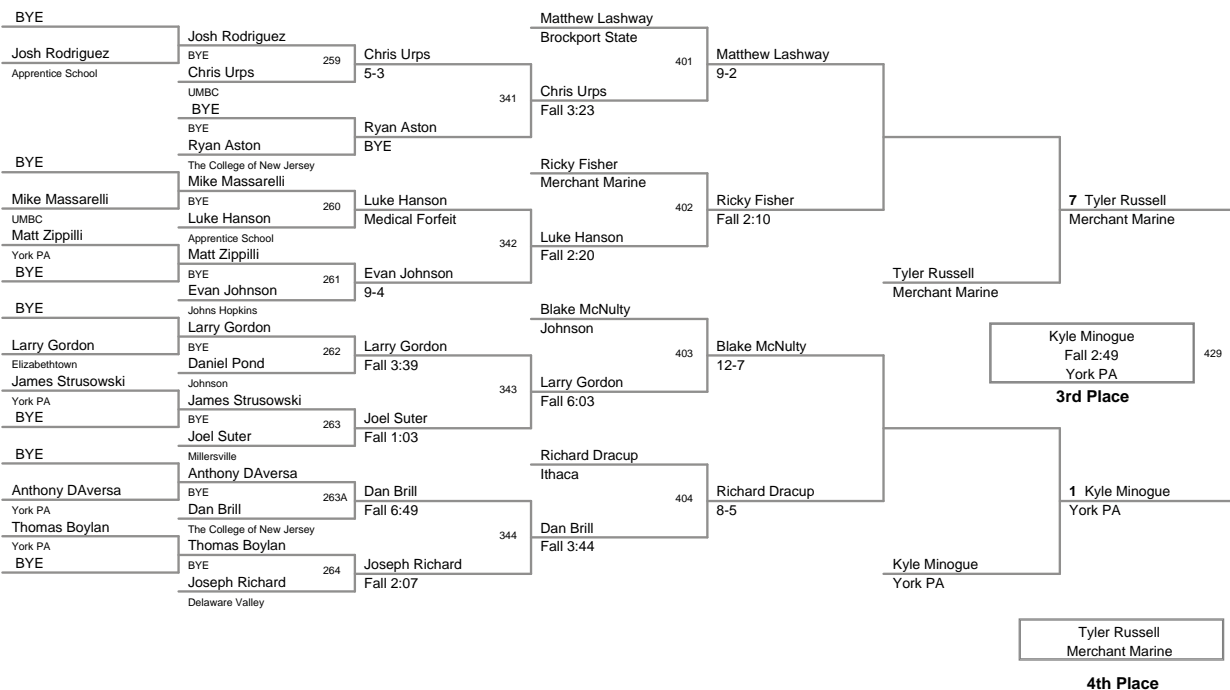 BYE
Josh Rodriguez
Apprentice School
BYE
Mike Massarelli
UMBC
Matt Zippilli
York PA
BYE
BYE
Larry Gordon
Elizabethtown
James Strusowski
York PA
BYE
BYE
Anthony DAversa
York PA
Thomas Boylan
York PA
BYE
Josh Rodriguez
BYE
259
Chris Urps
UMBC
BYE
BYE
Ryan Aston
The College of New Jersey
Mike Massarelli
BYE
260
Luke Hanson
Apprentice School
Matt Zippilli
BYE
261
Evan Johnson
Johns Hopkins
Larry Gordon
BYE
262
Daniel Pond
Johnson
James Strusowski
BYE
263
Joel Suter
Millersville
Anthony DAversa
BYE
263A
Dan Brill
The College of New Jersey
Thomas Boylan
BYE
264
Joseph Richard
Delaware Valley
Chris Urps
5-3
341
Ryan Aston
BYE
Luke Hanson
Medical Forfeit
342
Evan Johnson
9-4
Larry Gordon
Fall 3:39
343
Joel Suter
Fall 1:03
Dan Brill
Fall 6:49
344
Joseph Richard
Fall 2:07
Matthew Lashway
Brockport State
401
Chris Urps
Fall 3:23
Ricky Fisher
Merchant Marine
402
Luke Hanson
Fall 2:20
Blake McNulty
Johnson
403
Larry Gordon
Fall 6:03
Richard Dracup
Ithaca
404
Dan Brill
Fall 3:44
Matthew Lashway
9-2
Ricky Fisher
Fall 2:10
Blake McNulty
12-7
Richard Dracup
8-5
Tyler Russell
Merchant Marine
Kyle Minogue
York PA
7 Tyler Russell
Merchant Marine
Kyle Minogue
Fall 2:49
York PA
429
3rd Place
1 Kyle Minogue
York PA
Tyler Russell
Merchant Marine
4th Place